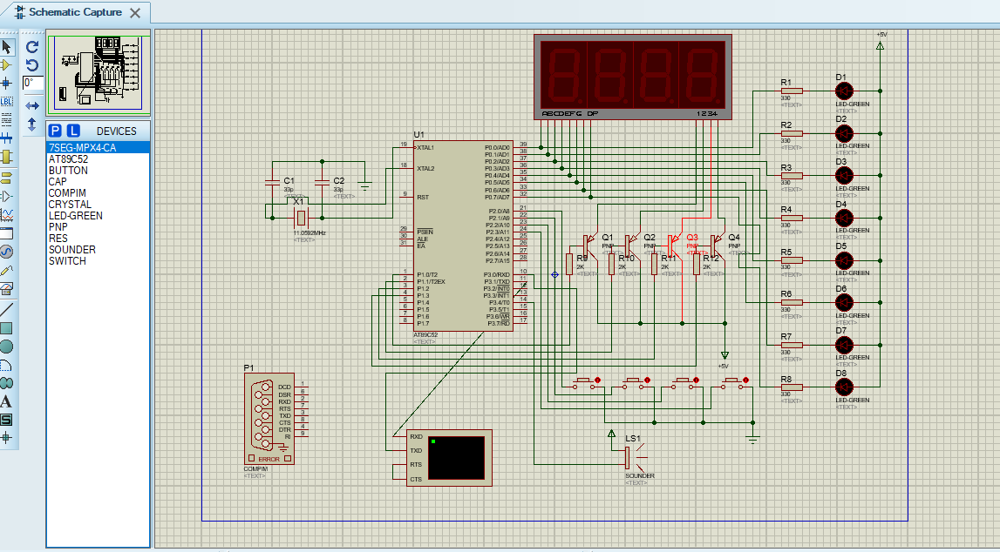 Schematic Capture
0°
LBL
P L DEVICES
7SEG-MPX4-CA
AT89C52
BUTTON
CAP
COMPIM
CRYSTAL
LED-GREEN
PNP
RES
SOUNDER
SWITCH
ABCDEFG DP
1234
+5V
U1
19 XTAL1
18 XTAL2
9 RST
29 PSEN
30 ALE
31 EA
1 P1.0/T2
2 P1.1/T2EX
3 P1.2
4 P1.3
5 P1.4
6 P1.5
7 P1.6
8 P1.7
P0.0/AD0 39
P0.1/AD1 38
P0.2/AD2 37
P0.3/AD3 36
P0.4/AD4 35
P0.5/AD5 34
P0.6/AD6 33
P0.7/AD7 32
P2.0/A8 21
P2.1/A9 22
P2.2/A10 23
P2.3/A11 24
P2.4/A12 25
P2.5/A13 26
P2.6/A14 27
P2.7/A15 28
P3.0/RXD 10
P3.1/TXD 11
P3.2/INT0
P3.3/INT1 13
P3.4/T0 14
P3.5/T1 15
P3.6/WR 16
P3.7/RD 17
AT89C52
<TEXT>
C1
33p
<TEXT>
C2
33p
<TEXT>
X1
11.0592MHz
<TEXT>
Q1
PNP
<TEXT>
Q2
PNP
<TEXT>
Q3
PNP
<TEXT>
Q4
PNP
<TEXT>
R9
2K
<TEXT>
R10
2K
<TEXT>
R11
2K
<TEXT>
R12
2K
<TEXT>
+5V
R1
330
<TEXT>
D1
LED-GREEN
<TEXT>
R2
330
<TEXT>
D2
LED-GREEN
<TEXT>
R3
330
<TEXT>
D3
LED-GREEN
<TEXT>
R4
330
<TEXT>
D4
LED-GREEN
<TEXT>
R5
330
<TEXT>
D5
LED-GREEN
<TEXT>
R6
330
<TEXT>
D6
LED-GREEN
<TEXT>
R7
330
<TEXT>
D7
LED-GREEN
<TEXT>
R8
330
<TEXT>
D8
LED-GREEN
<TEXT>
P1
DCD 1
DSR 6
RXD 2
RTS 7
TXD 3
CTS 8
DTR 4
RI 9
ERROR
COMPIM
<TEXT>
RXD
TXD
RTS
CTS
LS1
SOUNDER
<TEXT>